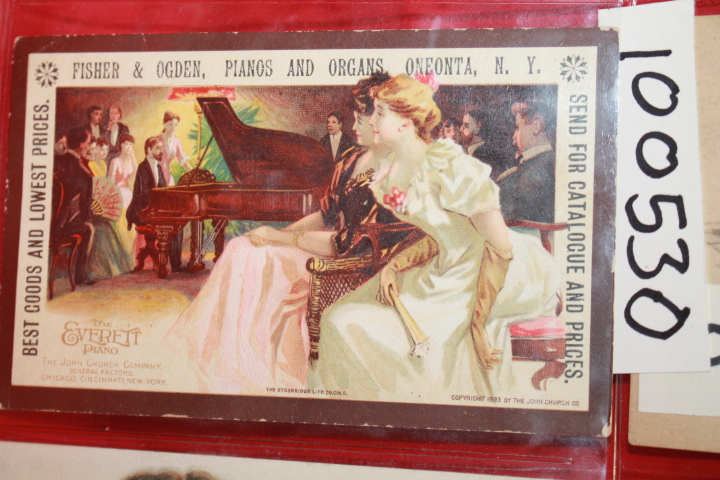 FISHER & OGDEN, PIANOS AND ORGANS, ONEONTA, N. Y.
BEST GOODS AND LOWEST PRICES.
SEND FOR CATALOGUE AND PRICES.
The
EVERETT
PIANO
THE JOHN CHURCH COMPANY,
GENERAL FACTORS
CHICAGO, CINCINNATI, NEW YORK.
THE STROBRIDGE LITH. CO. CIN. O.
COPYRIGHT 1893 BY THE JOHN CHURCH CO.
100530